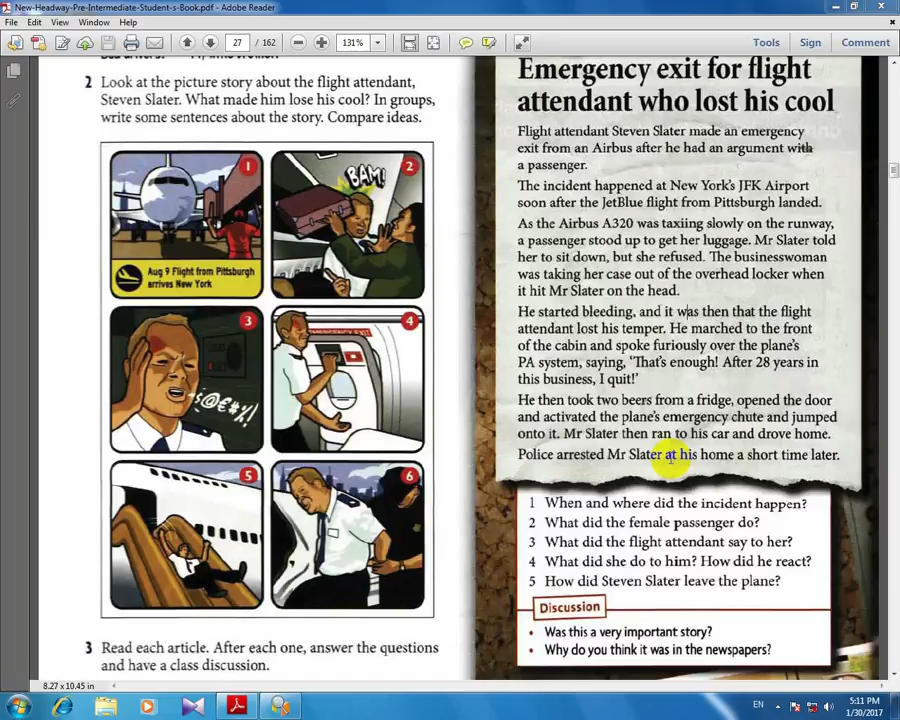 New-Headway-Pre-Intermediate-Student-s-Book.pdf - Adobe Reader
File Edit View Window Help
27 / 162 131% Tools Sign Comment
2 Look at the picture story about the flight attendant,
Steven Slater. What made him lose his cool? In groups,
write some sentences about the story. Compare ideas.
1
Aug 9 Flight from Pittsburgh
arrives New York
2
BAM!
3
@&#%!
4
EMERGENCY EXIT
5
6
3 Read each article. After each one, answer the questions
and have a class discussion.
Emergency exit for flight
attendant who lost his cool
Flight attendant Steven Slater made an emergency
exit from an Airbus after he had an argument with
a passenger.
The incident happened at New York's JFK Airport
soon after the JetBlue flight from Pittsburgh landed.
As the Airbus A320 was taxiing slowly on the runway,
a passenger stood up to get her luggage. Mr Slater told
her to sit down, but she refused. The businesswoman
was taking her case out of the overhead locker when
it hit Mr Slater on the head.
He started bleeding, and it was then that the flight
attendant lost his temper. He marched to the front
of the cabin and spoke furiously over the plane's
PA system, saying, 'That's enough! After 28 years in
this business, I quit!'
He then took two beers from a fridge, opened the door
and activated the plane's emergency chute and jumped
onto it. Mr Slater then ran to his car and drove home.
Police arrested Mr Slater at his home a short time later.
1 When and where did the incident happen?
2 What did the female passenger do?
3 What did the flight attendant say to her?
4 What did she do to him? How did he react?
5 How did Steven Slater leave the plane?
Discussion
• Was this a very important story?
• Why do you think it was in the newspapers?
8.27 x 10.45 in
EN
5:11 PM
1/30/2017